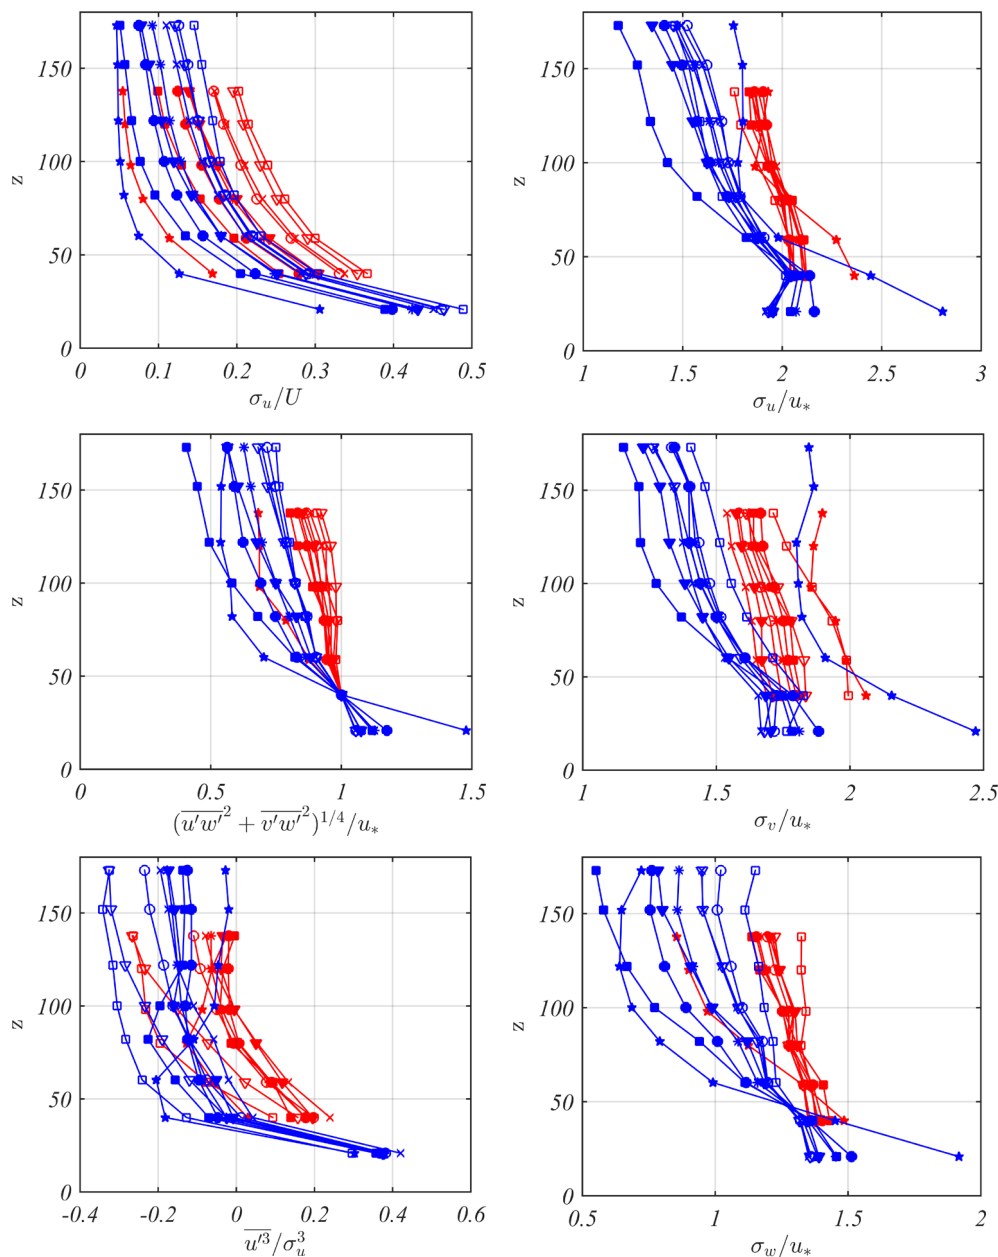 150
100
50
0
z
0 0.1 0.2 0.3 0.4 0.5
σ_u/U
150
100
50
0
z
1 1.5 2 2.5 3
σ_u/u_*
150
100
50
0
z
0 0.5 1 1.5
(\overline{u'w'}^2 + \overline{v'w'}^2)^{1/4}/u_*
150
100
50
0
z
1 1.5 2 2.5
σ_v/u_*
150
100
50
0
z
-0.4 -0.2 0 0.2 0.4 0.6
\overline{u'^3}/σ_u^3
150
100
50
0
z
0.5 1 1.5 2
σ_w/u_*